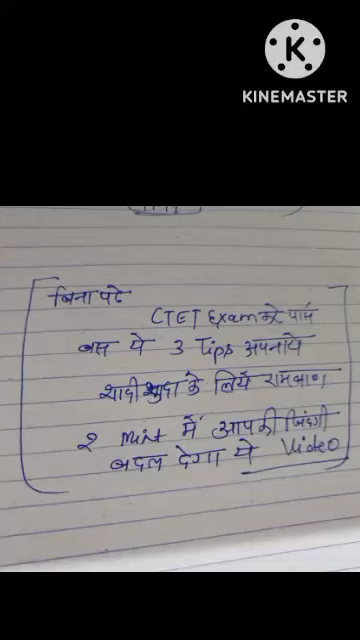 KINEMASTER
बिना पढे
CTET Exam करे पास
बस ये 3 Tips अपनाये
शादीशुदा के लिये रामबाण
2 Mint में आपकी जिंदगी
बदल देगा ये Video